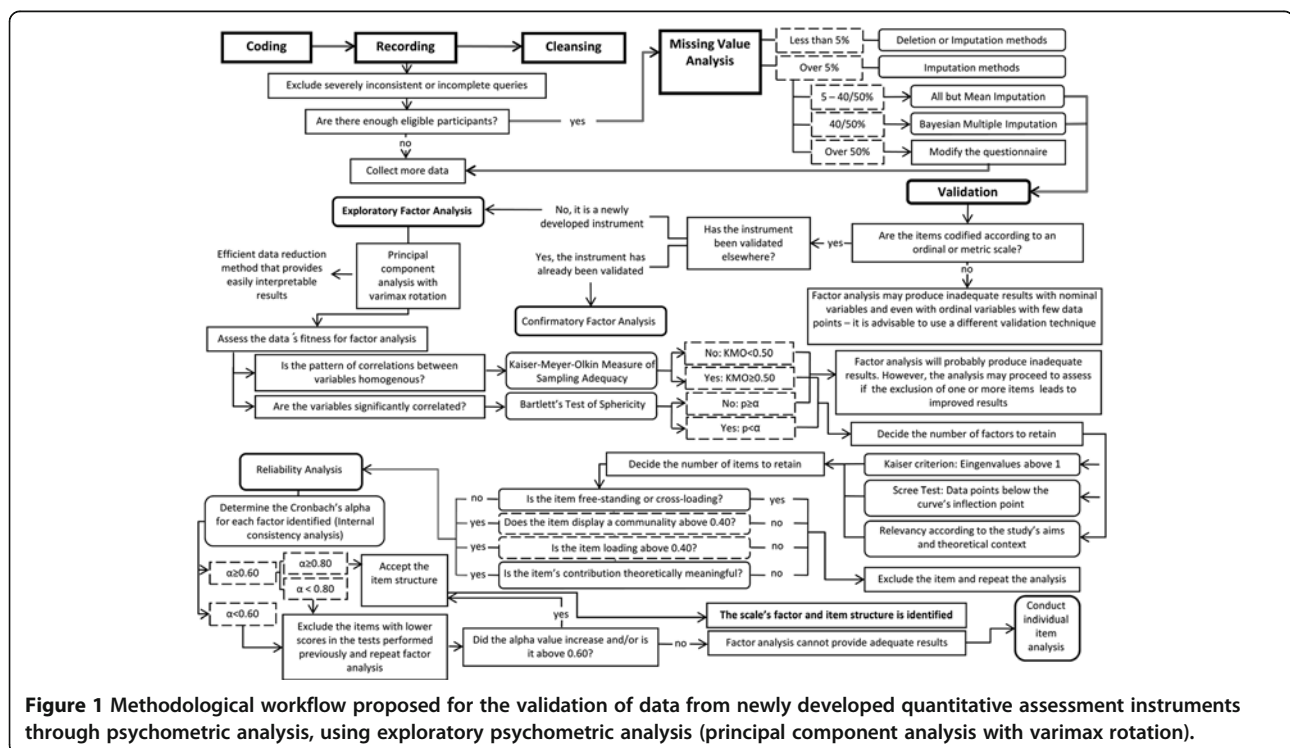 Coding
Recording
Cleansing
Exclude severely inconsistent or incomplete queries
Are there enough eligible participants?
yes
no
Collect more data
Missing Value
Analysis
Less than 5%
Deletion or Imputation methods
Over 5%
Imputation methods
5 – 40/50%
All but Mean Imputation
40/50%
Bayesian Multiple Imputation
Over 50%
Modify the questionnaire
Validation
Are the items codified according to an
ordinal or metric scale?
yes
no
Factor analysis may produce inadequate results with nominal
variables and even with ordinal variables with few data
points – it is advisable to use a different validation technique
Has the instrument
been validated
elsewhere?
No, it is a newly
developed instrument
Yes, the instrument has
already been validated
Exploratory Factor Analysis
Confirmatory Factor Analysis
Principal
component
analysis with
varimax rotation
Efficient data reduction
method that provides
easily interpretable
results
Assess the data´s fitness for factor analysis
Is the pattern of correlations between
variables homogenous?
Kaiser-Meyer-Olkin Measure of
Sampling Adequacy
No: KMO<0.50
Yes: KMO≥0.50
Are the variables significantly correlated?
Bartlett's Test of Sphericity
No: p≥α
Yes: p<α
Factor analysis will probably produce inadequate
results. However, the analysis may proceed to assess
if the exclusion of one or more items leads to
improved results
Decide the number of factors to retain
Kaiser criterion: Eingenvalues above 1
Scree Test: Data points below the
curve's inflection point
Relevancy according to the study's aims
and theoretical context
Decide the number of items to retain
no
Is the item free-standing or cross-loading?
yes
yes
Does the item display a communality above 0.40?
no
yes
Is the item loading above 0.40?
no
yes
Is the item's contribution theoretically meaningful?
no
Exclude the item and repeat the analysis
Reliability Analysis
Determine the Cronbach's alpha
for each factor identified (Internal
consistency analysis)
α≥0.60
α≥0.80
α < 0.80
α<0.60
Accept the
item structure
Exclude the items with lower
scores in the tests performed
previously and repeat factor
analysis
yes
Did the alpha value increase and/or is
it above 0.60?
no
The scale's factor and item structure is identified
Factor analysis cannot provide adequate results
Conduct
individual
item
analysis
Figure 1 Methodological workflow proposed for the validation of data from newly developed quantitative assessment instruments
through psychometric analysis, using exploratory psychometric analysis (principal component analysis with varimax rotation).